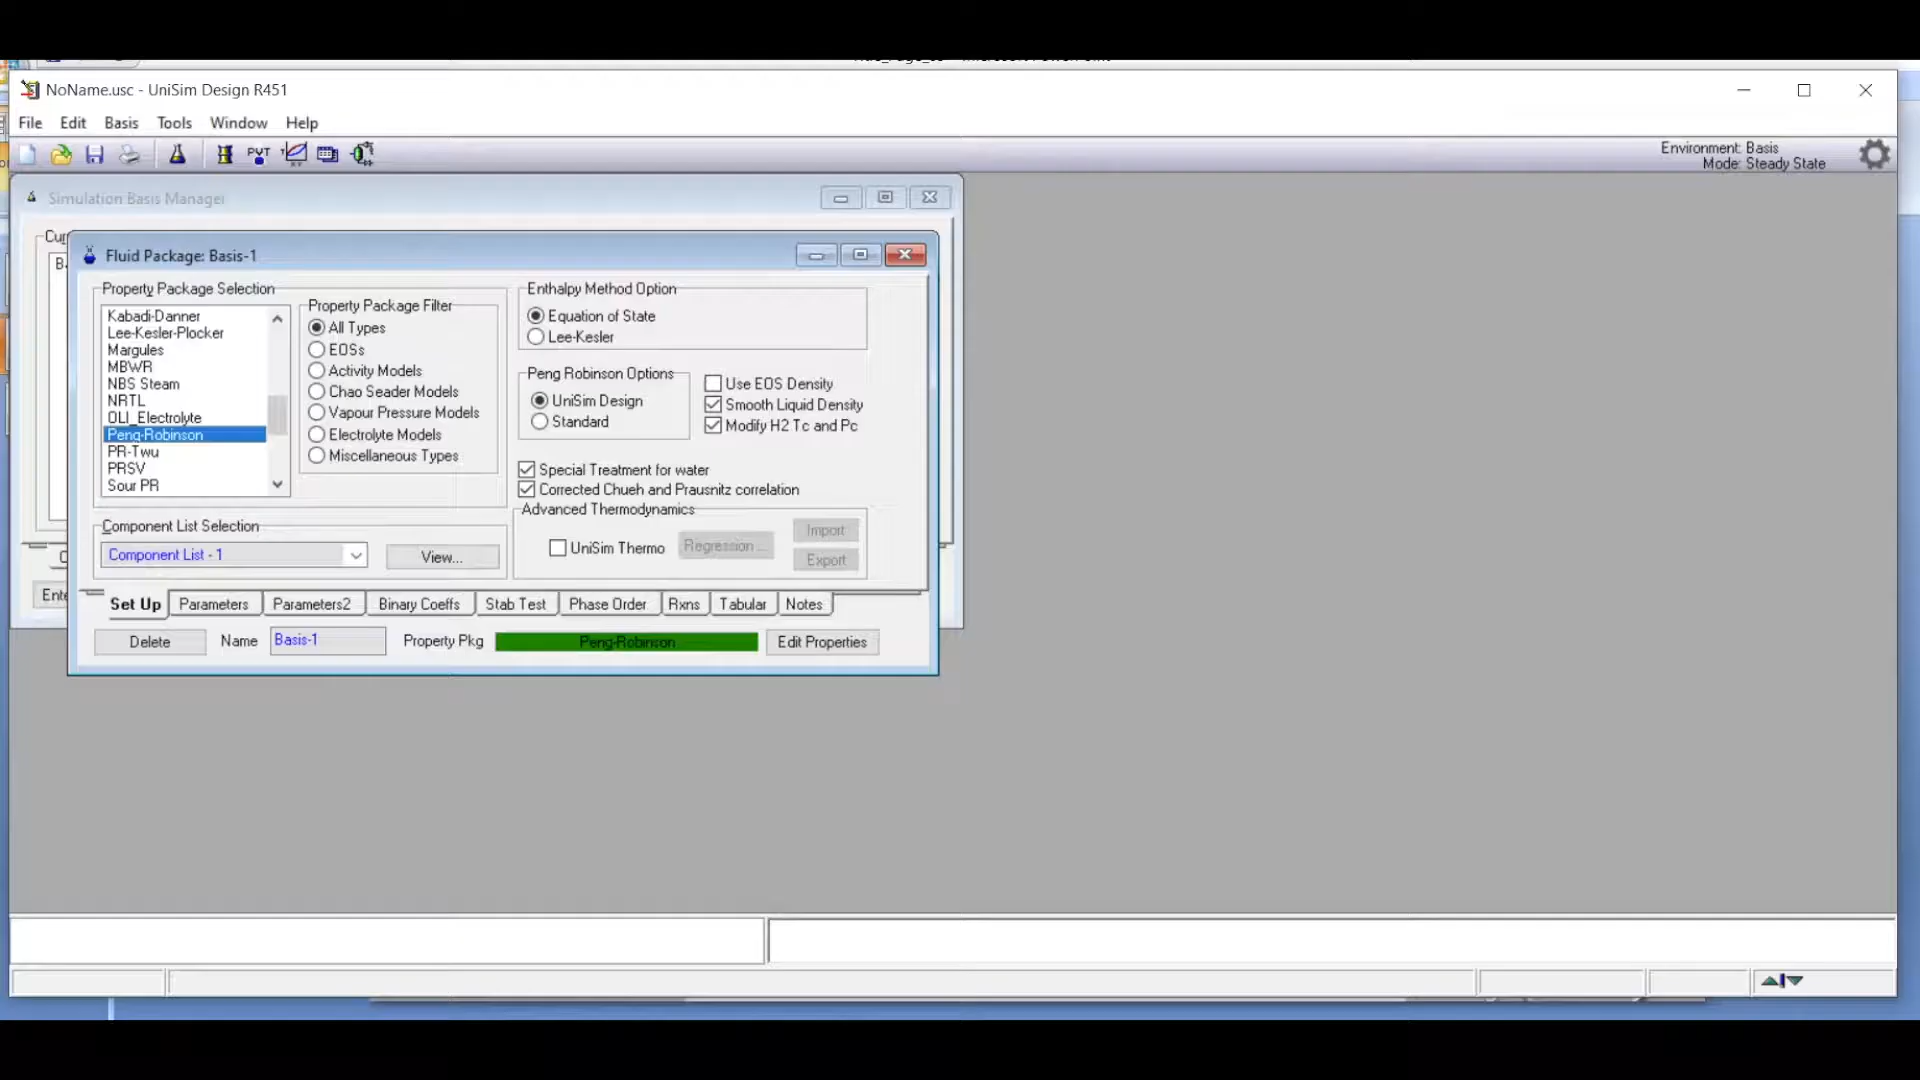 NoName.usc - UniSim Design R451
File Edit Basis Tools Window Help
PVT
Environment: Basis
Mode: Steady State
Simulation Basis Manager
Fluid Package: Basis-1
Property Package Selection
Kabadi-Danner
Lee-Kesler-Plocker
Margules
MBWR
NBS Steam
NRTL
OLI_Electrolyte
Peng-Robinson
PR-Twu
PRSV
Sour PR
Property Package Filter
All Types
EOSs
Activity Models
Chao Seader Models
Vapour Pressure Models
Electrolyte Models
Miscellaneous Types
Enthalpy Method Option
Equation of State
Lee-Kesler
Peng Robinson Options
UniSim Design
Standard
Use EOS Density
Smooth Liquid Density
Modify H2 Tc and Pc
Special Treatment for water
Corrected Chueh and Prausnitz correlation
Component List Selection
Component List - 1
View...
Advanced Thermodynamics
UniSim Thermo
Regression ...
Import
Export
Set Up Parameters Parameters2 Binary Coeffs Stab Test Phase Order Rxns Tabular Notes
Delete Name Basis-1 Property Pkg Peng-Robinson Edit Properties